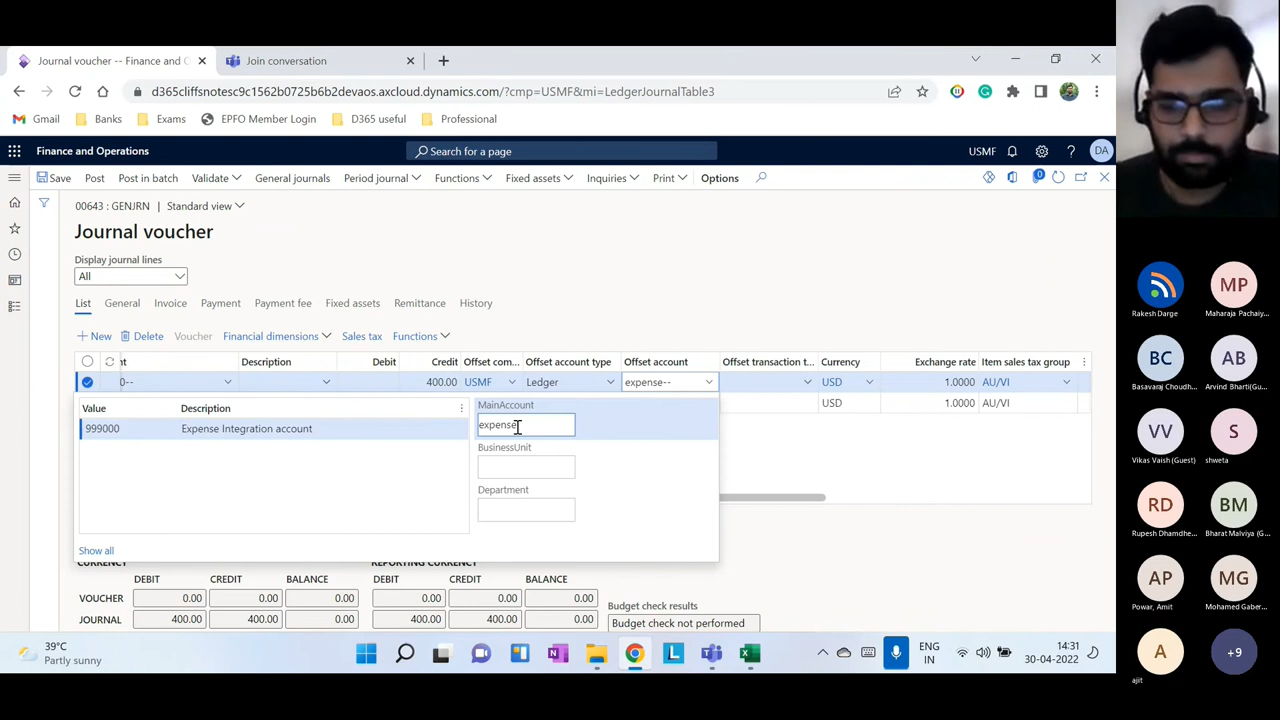 Journal voucher -- Finance and O
Join conversation
d365cliffsnotesc9c1562b0725b6b2devaos.axcloud.dynamics.com/?cmp=USMF&mi=LedgerJournalTable3
Gmail Banks Exams EPFO Member Login D365 useful Professional
Finance and Operations
Search for a page
USMF
DA
Save Post Post in batch Validate General journals Period journal Functions Fixed assets Inquiries Print Options
0
00643 : GENJRN | Standard view
Journal voucher
Display journal lines
All
List General Invoice Payment Payment fee Fixed assets Remittance History
New Delete Voucher Financial dimensions Sales tax Functions
nt Description Debit Credit Offset com... Offset account type Offset account Offset transaction t... Currency Exchange rate Item sales tax group
0-- 400.00 USMF Ledger expense-- USD 1.0000 AU/VI
USD 1.0000 AU/VI
Value Description
999000 Expense Integration account
MainAccount
expense
BusinessUnit
Department
Show all
CURRENCY REPORTING CURRENCY
DEBIT CREDIT BALANCE DEBIT CREDIT BALANCE
VOUCHER 0.00 0.00 0.00 0.00 0.00 0.00
JOURNAL 400.00 400.00 0.00 400.00 400.00 0.00
Budget check results
Budget check not performed
39°C
Partly sunny
ENG
IN
14:31
30-04-2022
Rakesh Darge
MP
Maharaja Pachaiy...
BC
Basavaraj Choudh...
AB
Arvind Bharti(Gu...
VV
Vikas Vaish (Guest)
S
shweta
RD
Rupesh Dhamdhe...
BM
Bharat Malviya (G...
AP
Powar, Amit
MG
Mohamed Gaber...
A
ajit
+9